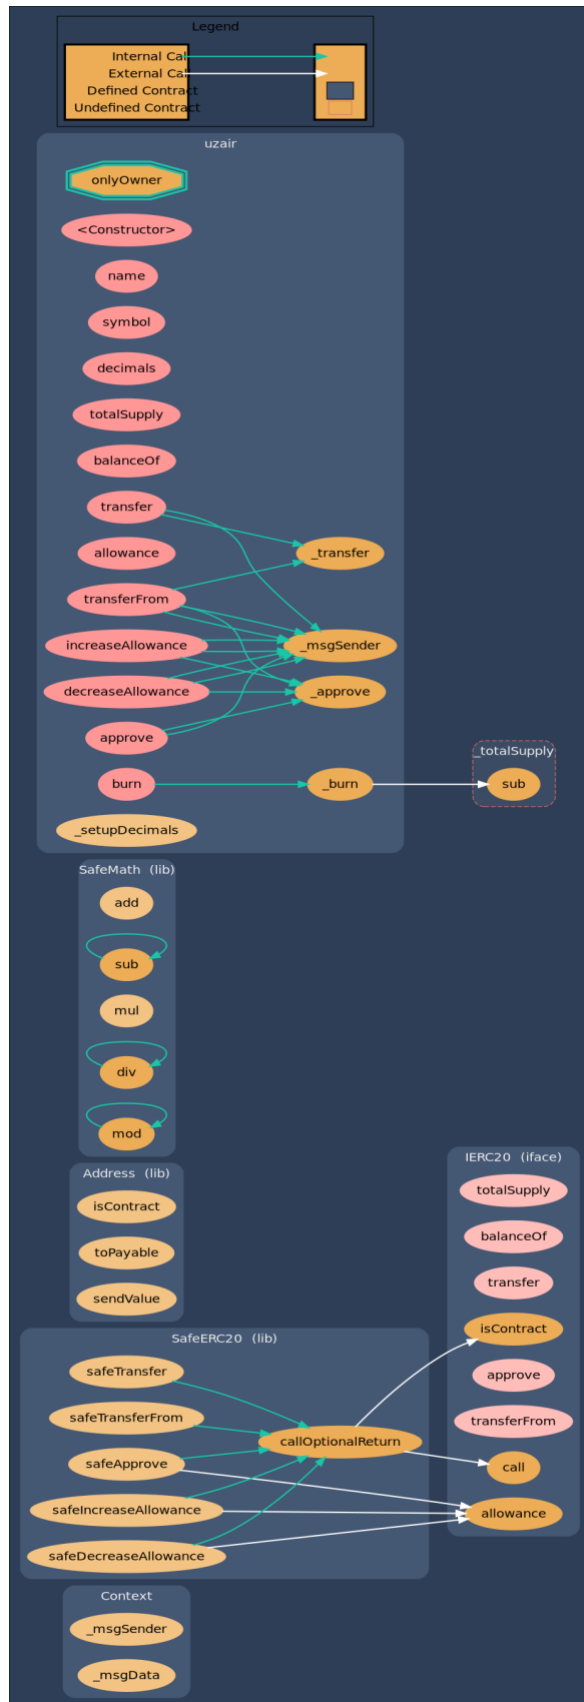 Legend
Internal Cal
External Cal
Defined Contract
Undefined Contract
uzair
onlyOwner
<Constructor>
name
symbol
decimals
totalSupply
balanceOf
transfer
allowance
_transfer
transferFrom
increaseAllowance
_msgSender
decreaseAllowance
_approve
approve
_totalSupply
burn
_burn
sub
_setupDecimals
SafeMath (lib)
add
sub
mul
div
mod
IERC20 (iface)
Address (lib)
totalSupply
isContract
balanceOf
toPayable
transfer
sendValue
isContract
SafeERC20 (lib)
safeTransfer
approve
safeTransferFrom
transferFrom
callOptionalReturn
safeApprove
call
safeIncreaseAllowance
allowance
safeDecreaseAllowance
Context
_msgSender
_msgData